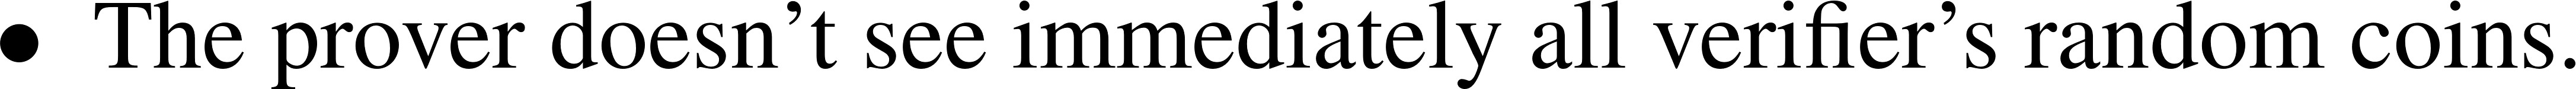 • The prover doesn’t see immediately all verifier’s random coins.